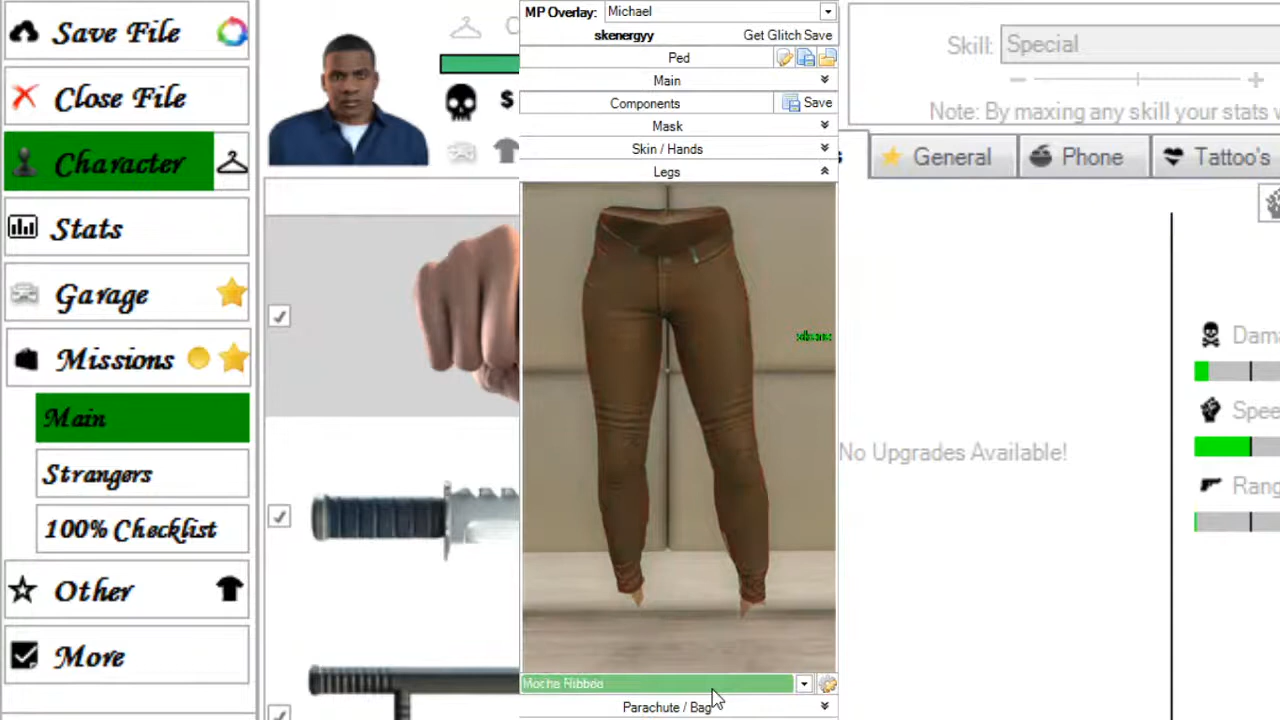 Save File
Close File
Character
Stats
Garage
Missions
Main
Strangers
100% Checklist
Other
More
$
MP Overlay: Michael
skenergyy Get Glitch Save
Ped
Main
Components Save
Mask
Skin / Hands
Legs
Mocha Ribbed
Parachute / Bag
Skill: Special
Note: By maxing any skill your stats
General Phone Tattoo's
No Upgrades Available!
Dama
Spee
Rang